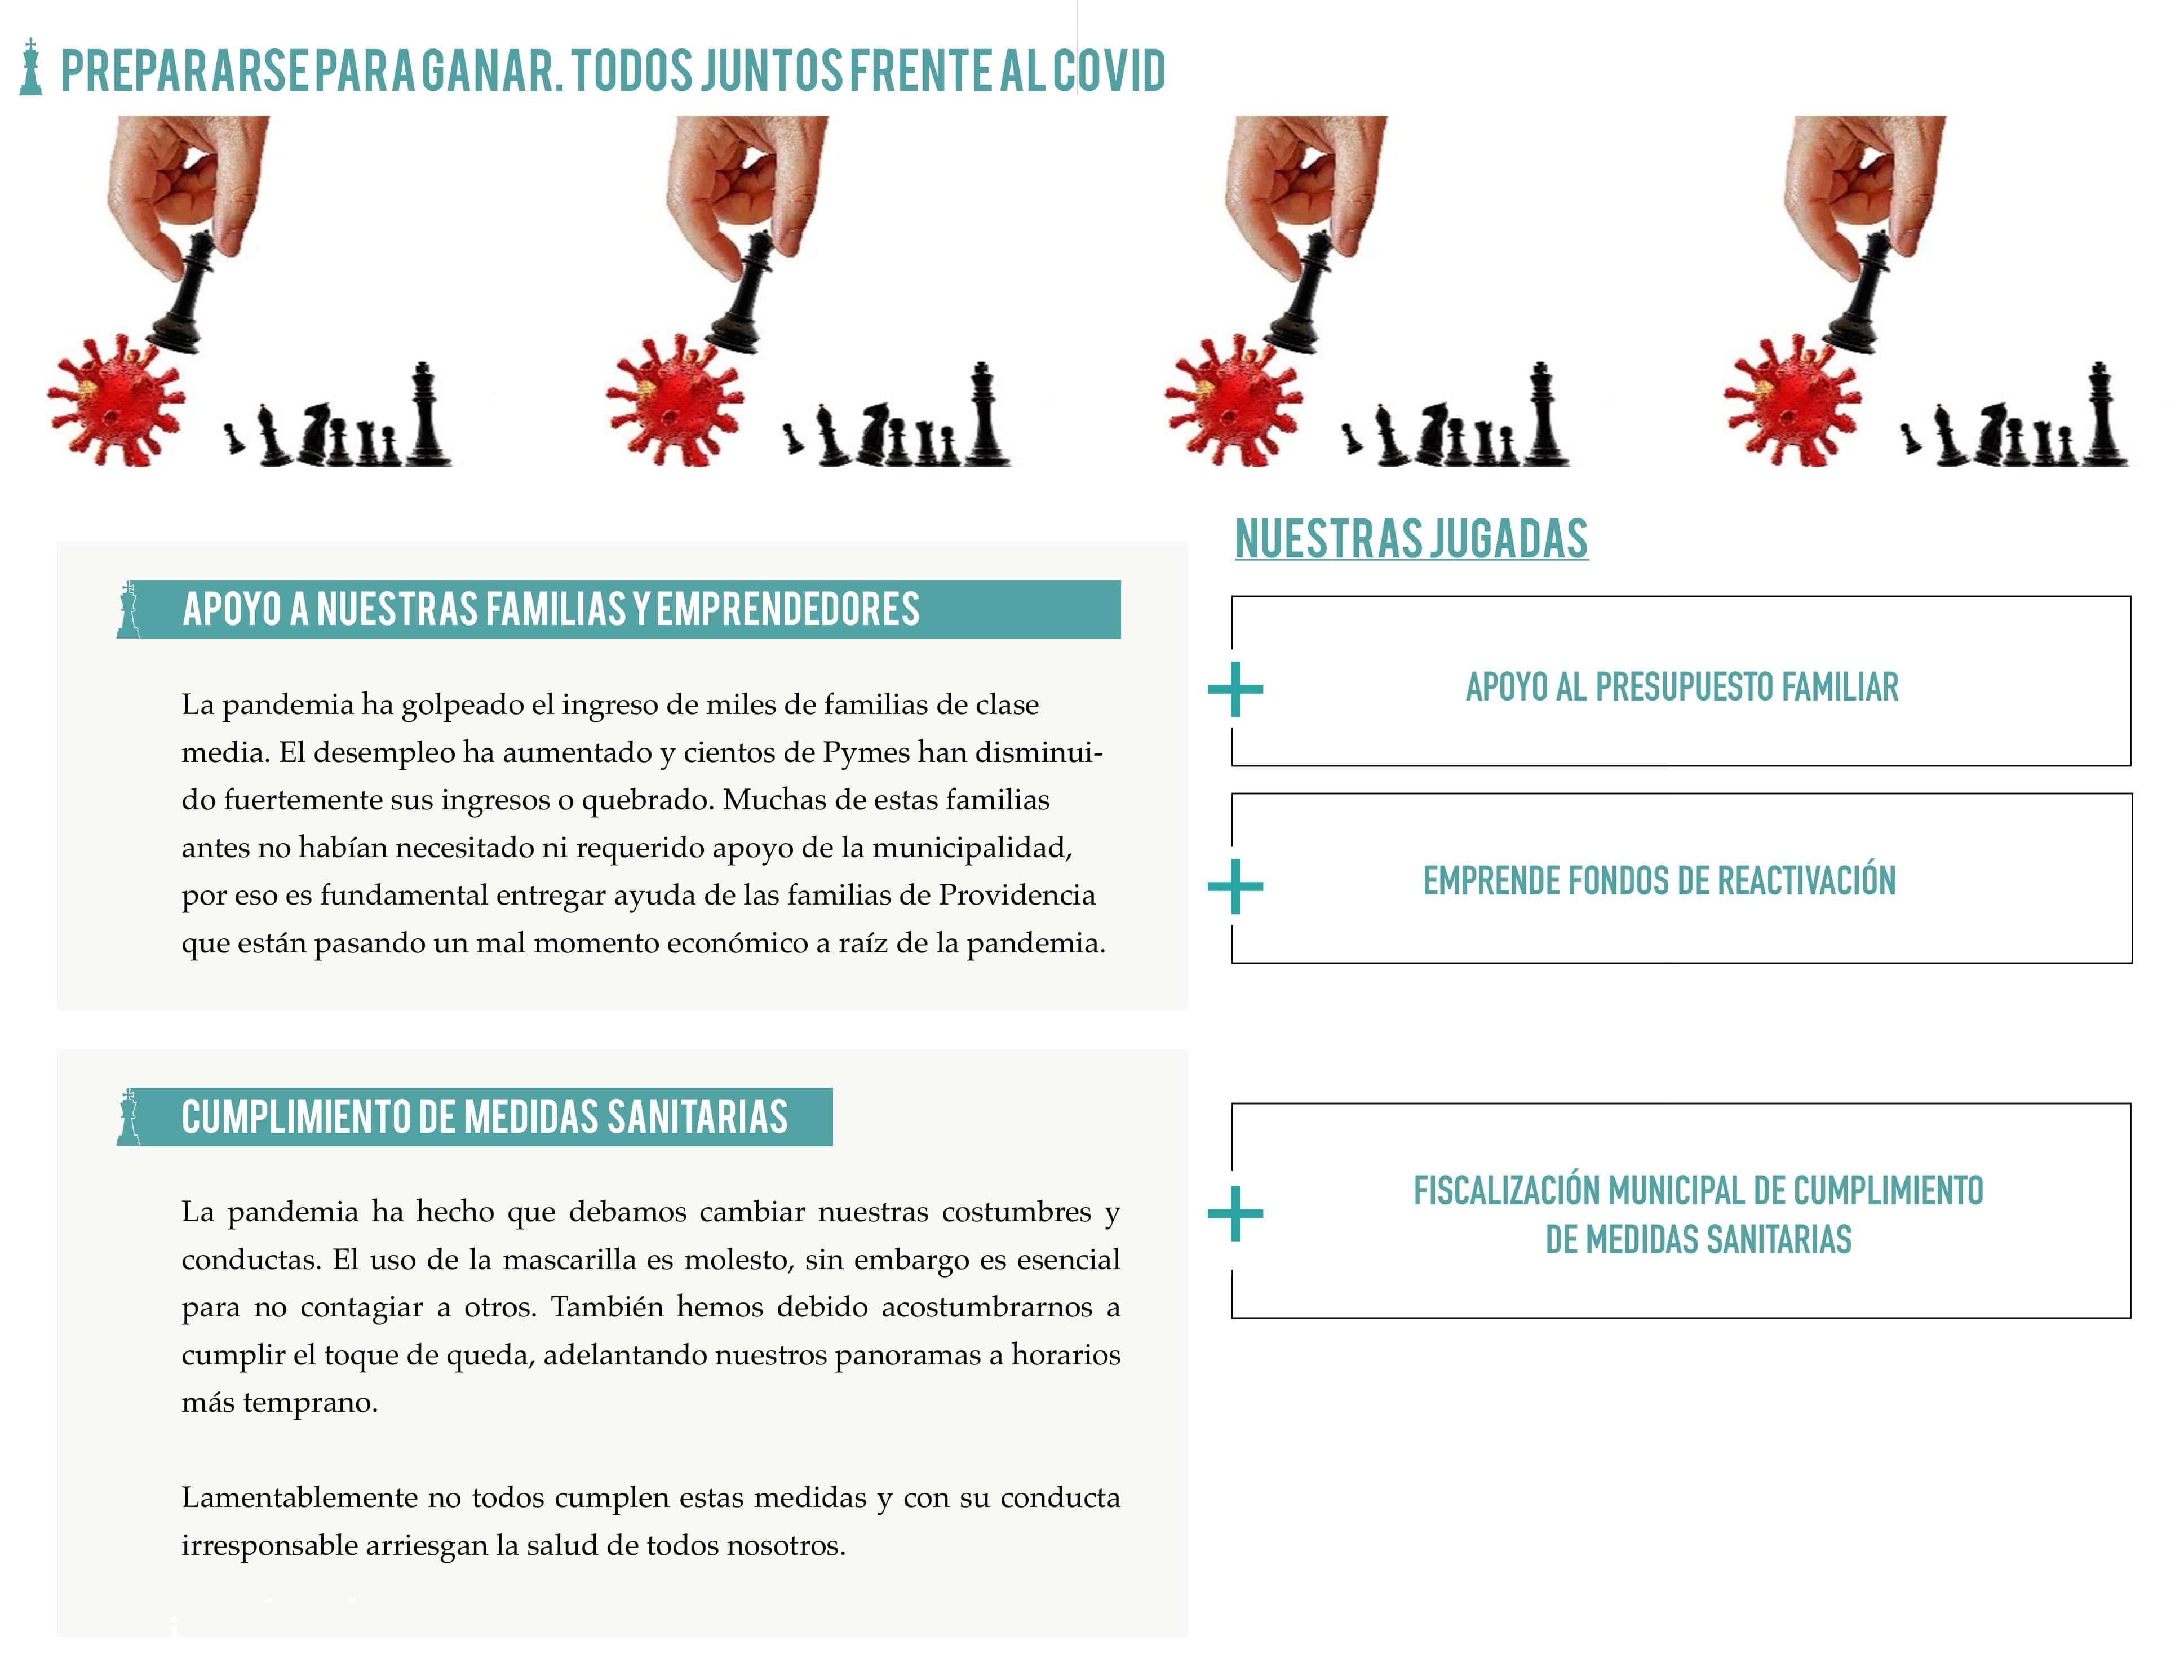 PREPARARSE PARA GANAR. TODOS JUNTOS FRENTE AL COVID
APOYO A NUESTRAS FAMILIAS Y EMPRENDEDORES
La pandemia ha golpeado el ingreso de miles de familias de clase
media. El desempleo ha aumentado y cientos de Pymes han disminui-
do fuertemente sus ingresos o quebrado. Muchas de estas familias
antes no habían necesitado ni requerido apoyo de la municipalidad,
por eso es fundamental entregar ayuda de las familias de Providencia
que están pasando un mal momento económico a raíz de la pandemia.
NUESTRAS JUGADAS
APOYO AL PRESUPUESTO FAMILIAR
EMPRENDE FONDOS DE REACTIVACIÓN
CUMPLIMIENTO DE MEDIDAS SANITARIAS
La pandemia ha hecho que debamos cambiar nuestras costumbres y
conductas. El uso de la mascarilla es molesto, sin embargo es esencial
para no contagiar a otros. También hemos debido acostumbrarnos a
cumplir el toque de queda, adelantando nuestros panoramas a horarios
más temprano.
Lamentablemente no todos cumplen estas medidas y con su conducta
irresponsable arriesgan la salud de todos nosotros.
FISCALIZACIÓN MUNICIPAL DE CUMPLIMIENTO
DE MEDIDAS SANITARIAS